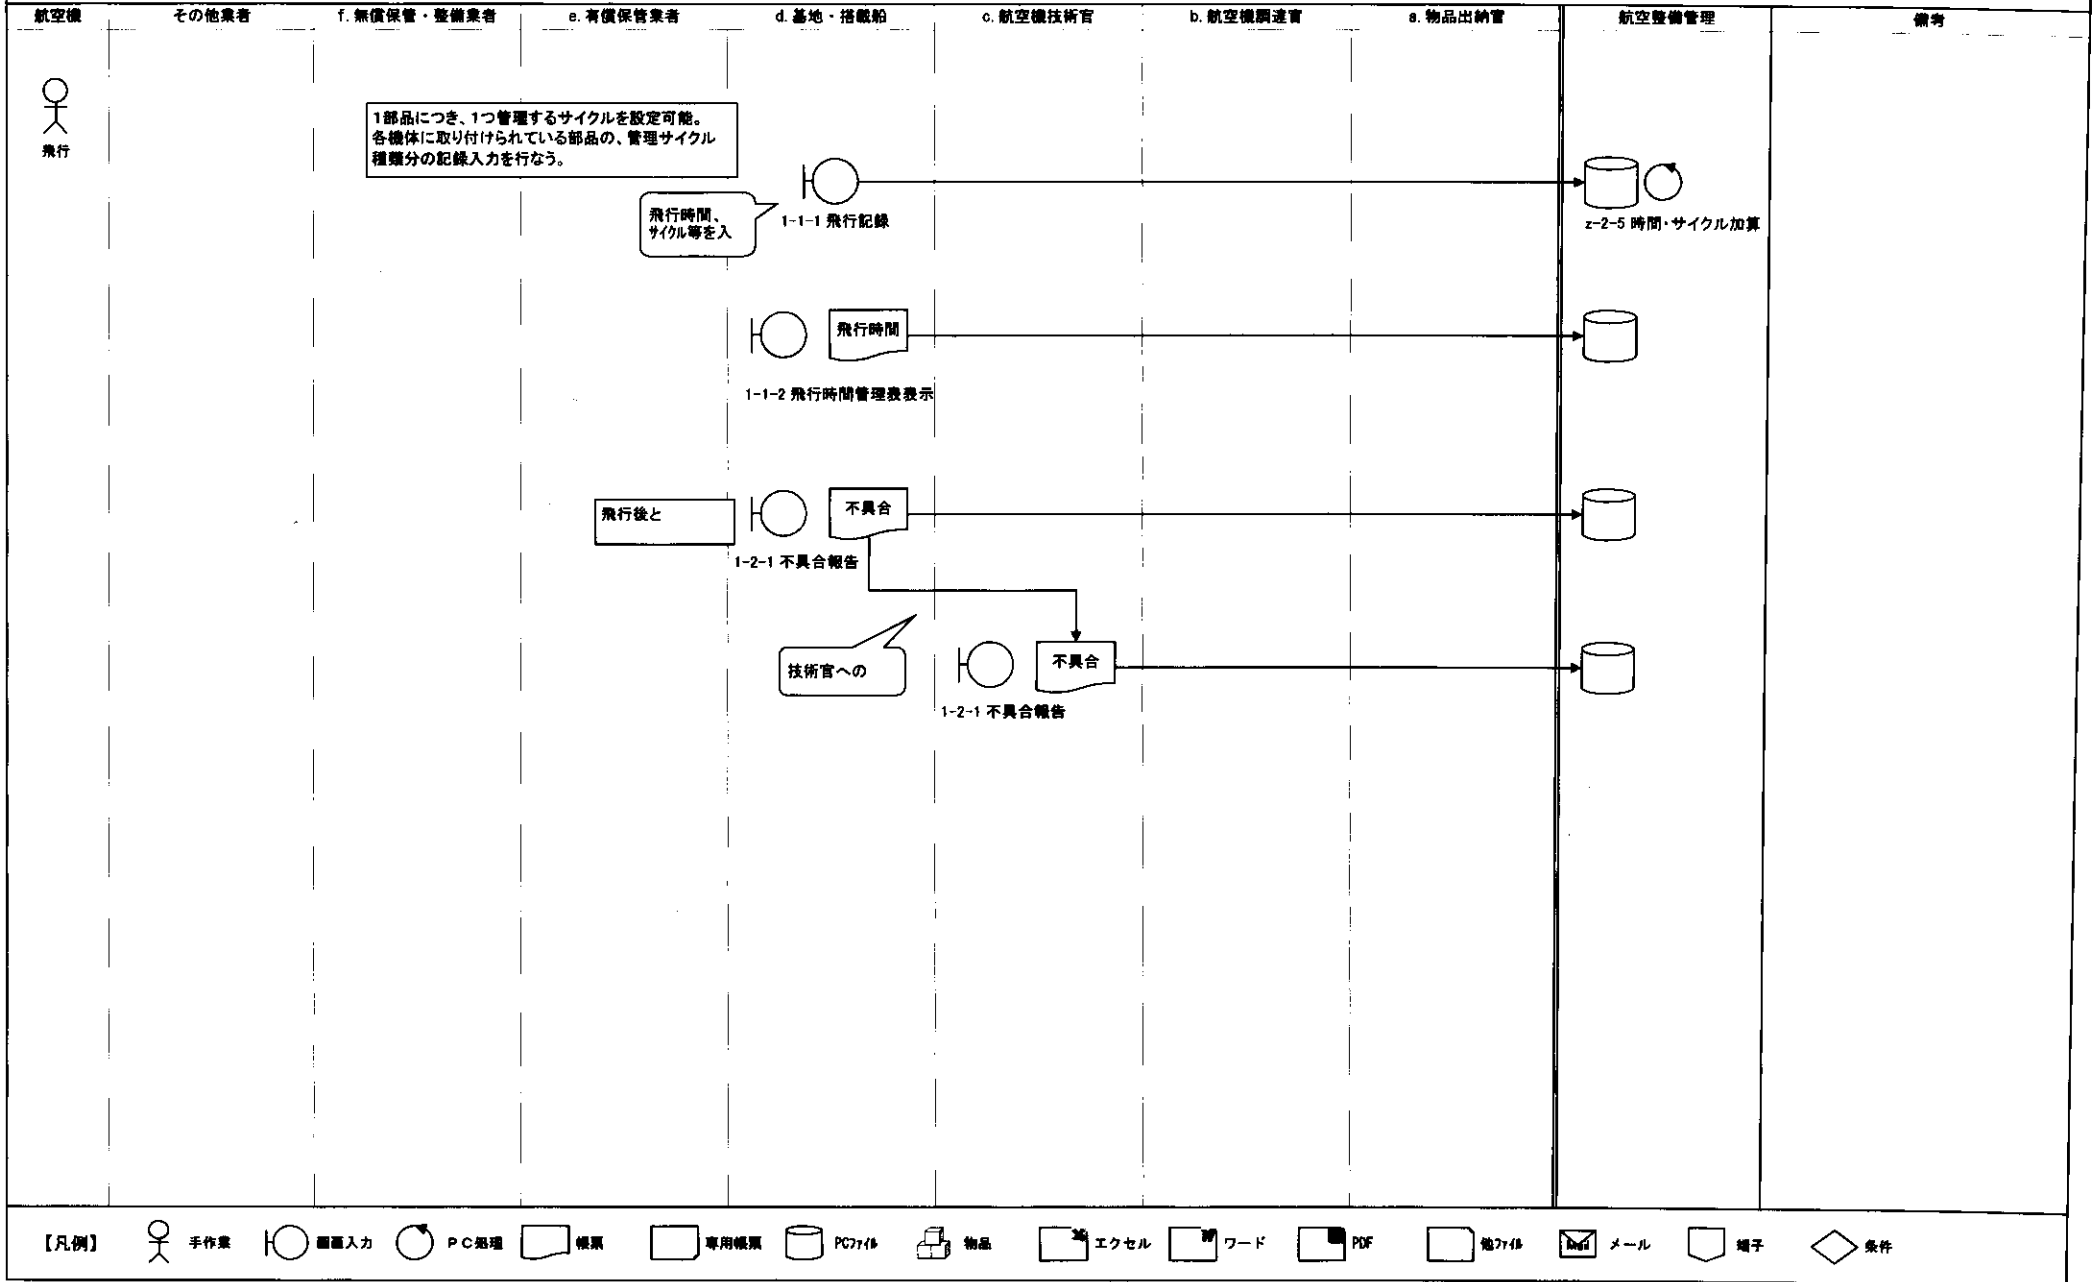 航空機
その他業者
f. 無償保管・整備業者
e. 有償保管業者
d. 基地・搭載船
c. 航空機技術官
b. 航空機調達官
a. 物品出納官
航空整備管理
備考
飛行
1部品につき、1つ管理するサイクルを設定可能。
各機体に取り付けられている部品の、管理サイクル
種類分の記録入力を行なう。
飛行時間、
サイクル等を入
1-1-1 飛行記録
z-2-5 時間・サイクル加算
飛行時間
1-1-2 飛行時間管理表表示
飛行後と
不具合
1-2-1 不具合報告
技術官への
不具合
1-2-1 不具合報告
【凡例】
手作業
画面入力
PC処理
帳票
専用帳票
PCファイル
物品
エクセル
ワード
PDF
他ファイル
Mail
メール
端子
条件